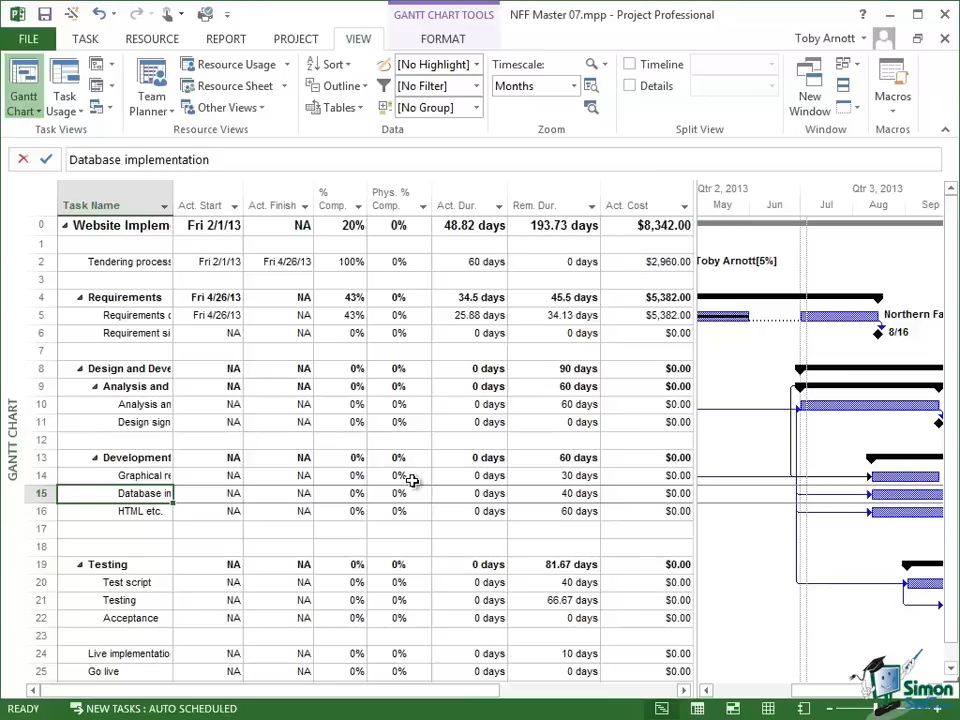 GANTT CHART TOOLS
NFF Master 07.mpp - Project Professional
FILE TASK RESOURCE REPORT PROJECT VIEW FORMAT Toby Arnott
Gantt Chart
Task Usage
Task Views
Team Planner
Resource Usage
Resource Sheet
Other Views
Resource Views
Sort
Outline
Tables
[No Highlight]
[No Filter]
[No Group]
Data
Timescale:
Months
Zoom
Timeline
Details
Split View
New Window
Window
Macros
Macros
Database implementation
Task Name Act. Start Act. Finish % Comp. Phys. % Comp. Act. Dur. Rem. Dur. Act. Cost
Qtr 2, 2013 Qtr 3, 2013
May Jun Jul Aug Sep
0 Website Implem Fri 2/1/13 NA 20% 0% 48.82 days 193.73 days $8,342.00
1
2 Tendering process Fri 2/1/13 Fri 4/26/13 100% 0% 60 days 0 days $2,960.00 Toby Arnott[5%]
3
4 Requirements Fri 4/26/13 NA 43% 0% 34.5 days 45.5 days $5,382.00
5 Requirements Fri 4/26/13 NA 43% 0% 25.88 days 34.13 days $5,382.00 Northern Fa
6 Requirement si NA NA 0% 0% 0 days 0 days $0.00 8/16
7
8 Design and Deve NA NA 0% 0% 0 days 90 days $0.00
9 Analysis and NA NA 0% 0% 0 days 60 days $0.00
10 Analysis an NA NA 0% 0% 0 days 60 days $0.00
11 Design sign NA NA 0% 0% 0 days 0 days $0.00
12
13 Development NA NA 0% 0% 0 days 60 days $0.00
14 Graphical re NA NA 0% 0% 0 days 30 days $0.00
15 Database in NA NA 0% 0% 0 days 40 days $0.00
16 HTML etc. NA NA 0% 0% 0 days 60 days $0.00
17
18
19 Testing NA NA 0% 0% 0 days 81.67 days $0.00
20 Test script NA NA 0% 0% 0 days 40 days $0.00
21 Testing NA NA 0% 0% 0 days 66.67 days $0.00
22 Acceptance NA NA 0% 0% 0 days 0 days $0.00
23
24 Live implementatio NA NA 0% 0% 0 days 10 days $0.00
25 Go live NA NA 0% 0% 0 days 0 days $0.00
GANTT CHART
Simon
READY NEW TASKS : AUTO SCHEDULED